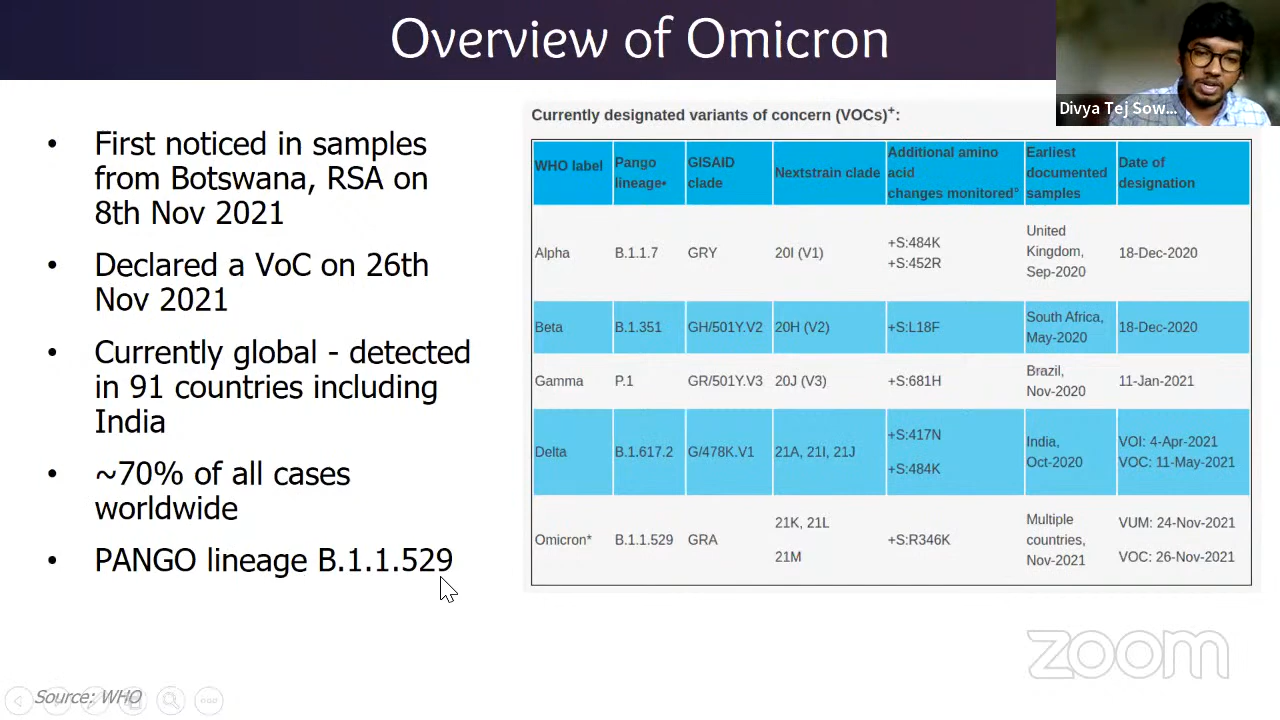 Overview of Omicron
Divya Tej Sow...
• First noticed in samples
from Botswana, RSA on
8th Nov 2021
• Declared a VoC on 26th
Nov 2021
• Currently global - detected
in 91 countries including
India
• ~70% of all cases
worldwide
• PANGO lineage B.1.1.529
Currently designated variants of concern (VOCs)+:
WHO label Pango lineage• GISAID clade Nextstrain clade Additional amino acid changes monitored° Earliest documented samples Date of designation
Alpha B.1.1.7 GRY 20I (V1) +S:484K +S:452R United Kingdom, Sep-2020 18-Dec-2020
Beta B.1.351 GH/501Y.V2 20H (V2) +S:L18F South Africa, May-2020 18-Dec-2020
Gamma P.1 GR/501Y.V3 20J (V3) +S:681H Brazil, Nov-2020 11-Jan-2021
Delta B.1.617.2 G/478K.V1 21A, 21I, 21J +S:417N +S:484K India, Oct-2020 VOI: 4-Apr-2021 VOC: 11-May-2021
Omicron* B.1.1.529 GRA 21K, 21L 21M +S:R346K Multiple countries, Nov-2021 VUM: 24-Nov-2021 VOC: 26-Nov-2021
zoom
Source: WHO